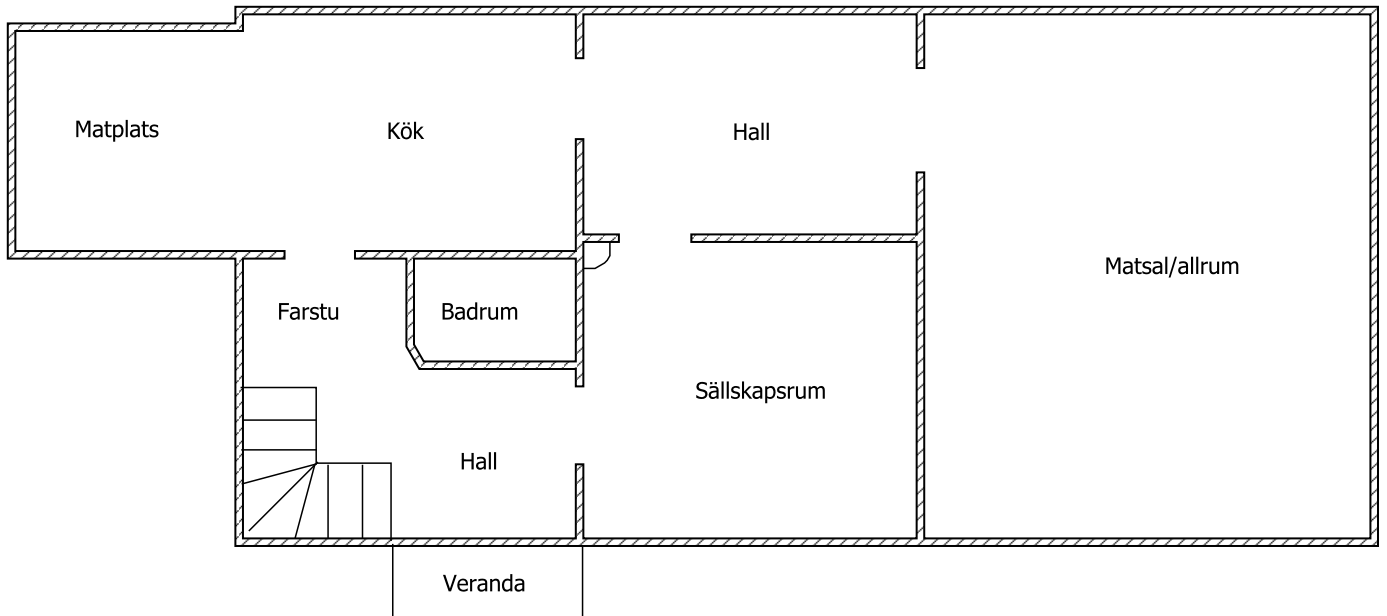 Matplats
Kök
Hall
Matsal/allrum
Farstu
Badrum
Sällskapsrum
Hall
Veranda